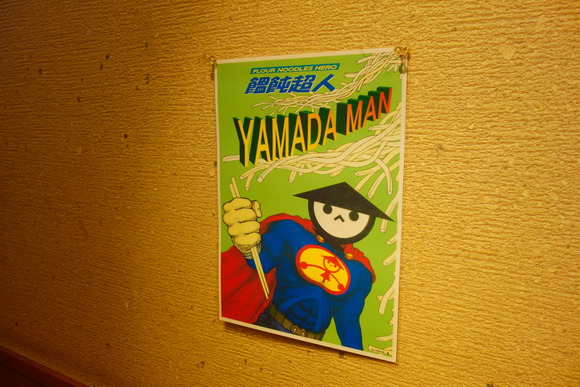 FLOUR NOODLES HERO
饂飩超人
YAMADA MAN